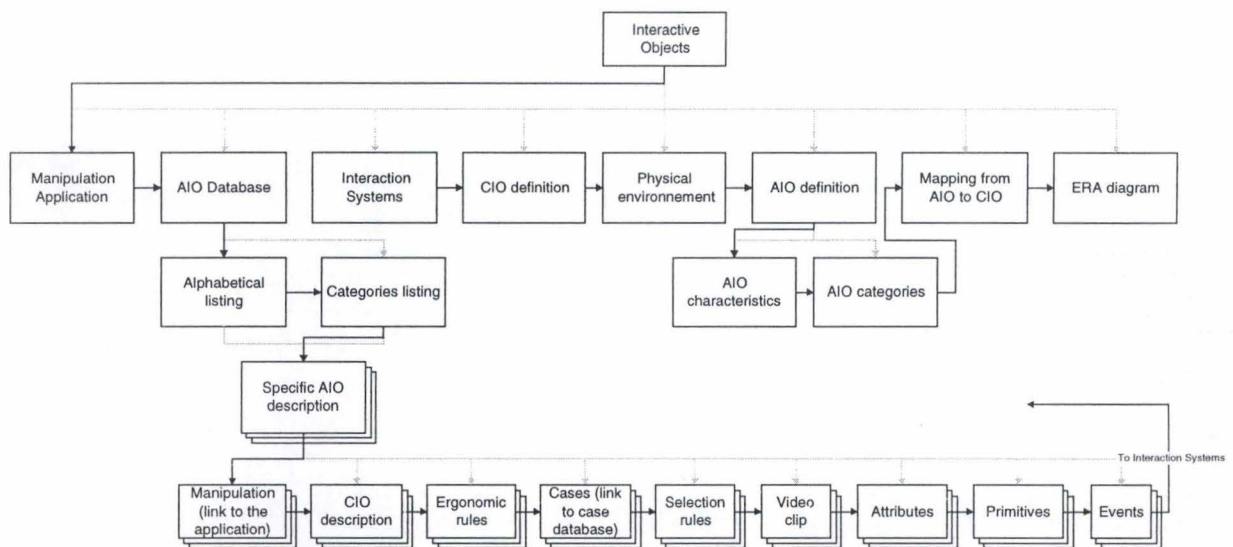 Interactive
Objects
Manipulation
Application
AIO Database
Interaction
Systems
CIO definition
Physical
environnement
AIO definition
Mapping from
AIO to CIO
ERA diagram
Alphabetical
listing
Categories listing
AIO
characteristics
AIO categories
Specific AIO
description
To Interaction Systems
Manipulation
(link to the
application)
CIO
description
Ergonomic
rules
Cases (link
to case
database)
Selection
rules
Video
clip
Attributes
Primitives
Events